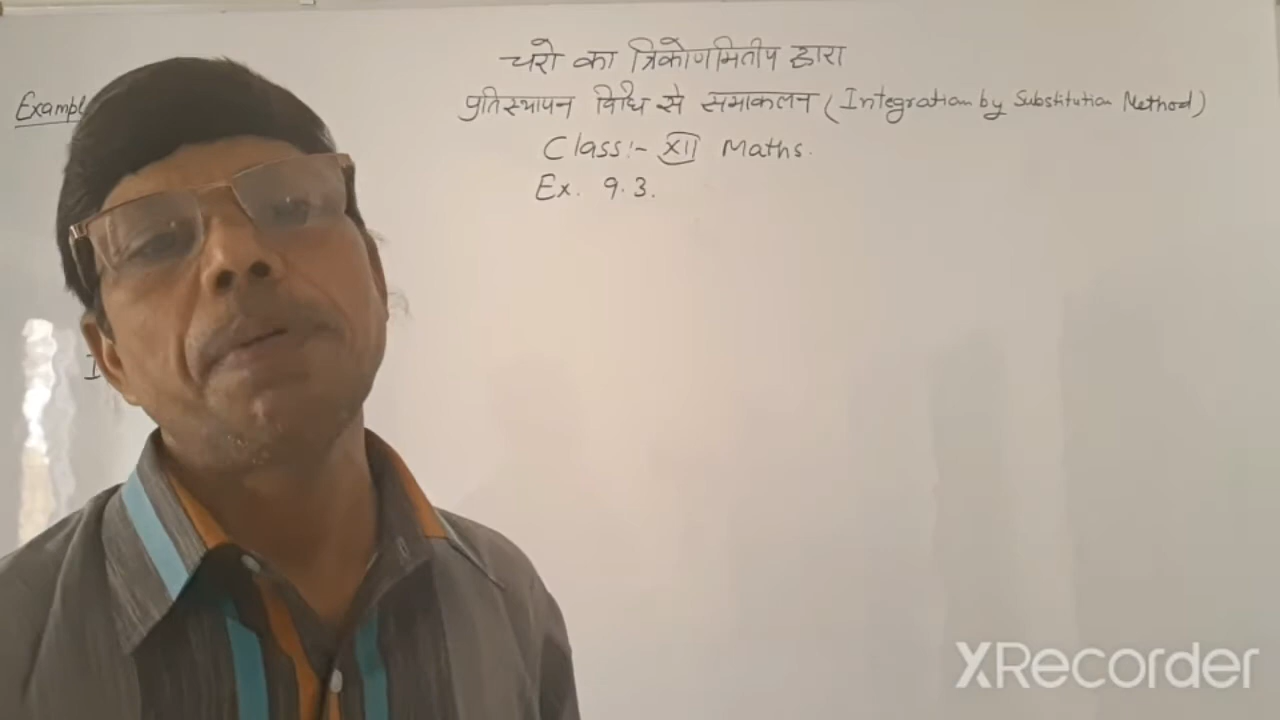 चरो का त्रिकोणमितीय द्वारा
Exampl
प्रतिस्थापन विधि से समाकलन (Integration by Substitution Method)
Class:- XII Maths.
Ex. 9.3.
I
XRecorder